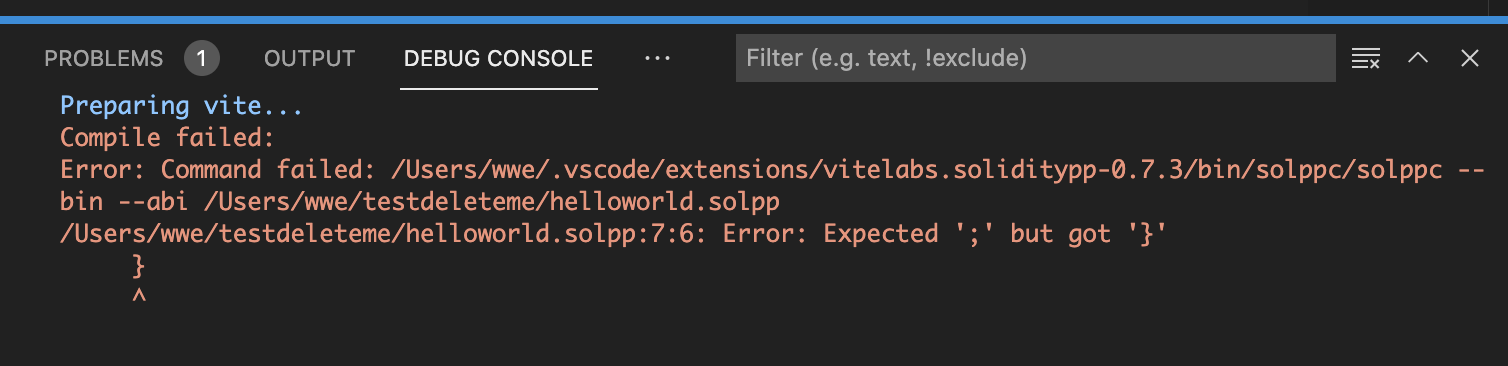 PROBLEMS 1 OUTPUT DEBUG CONSOLE ··· Filter (e.g. text, !exclude)
Preparing vite...
Compile failed:
Error: Command failed: /Users/wwe/.vscode/extensions/vitelabs.soliditypp-0.7.3/bin/solppc/solppc --
bin --abi /Users/wwe/testdeleteme/helloworld.solpp
/Users/wwe/testdeleteme/helloworld.solpp:7:6: Error: Expected ';' but got '}'
     }
     ^